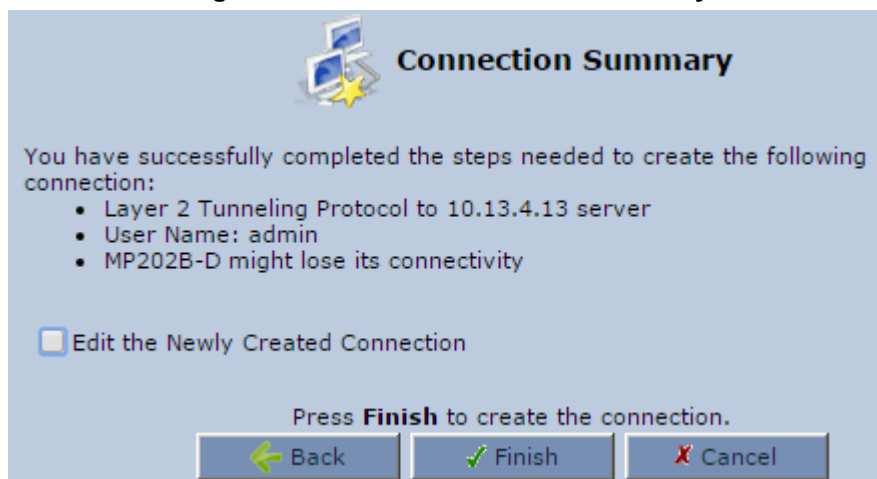 Connection Summary
You have successfully completed the steps needed to create the following
connection:
• Layer 2 Tunneling Protocol to 10.13.4.13 server
• User Name: admin
• MP202B-D might lose its connectivity
Edit the Newly Created Connection
Press Finish to create the connection.
Back
Finish
Cancel